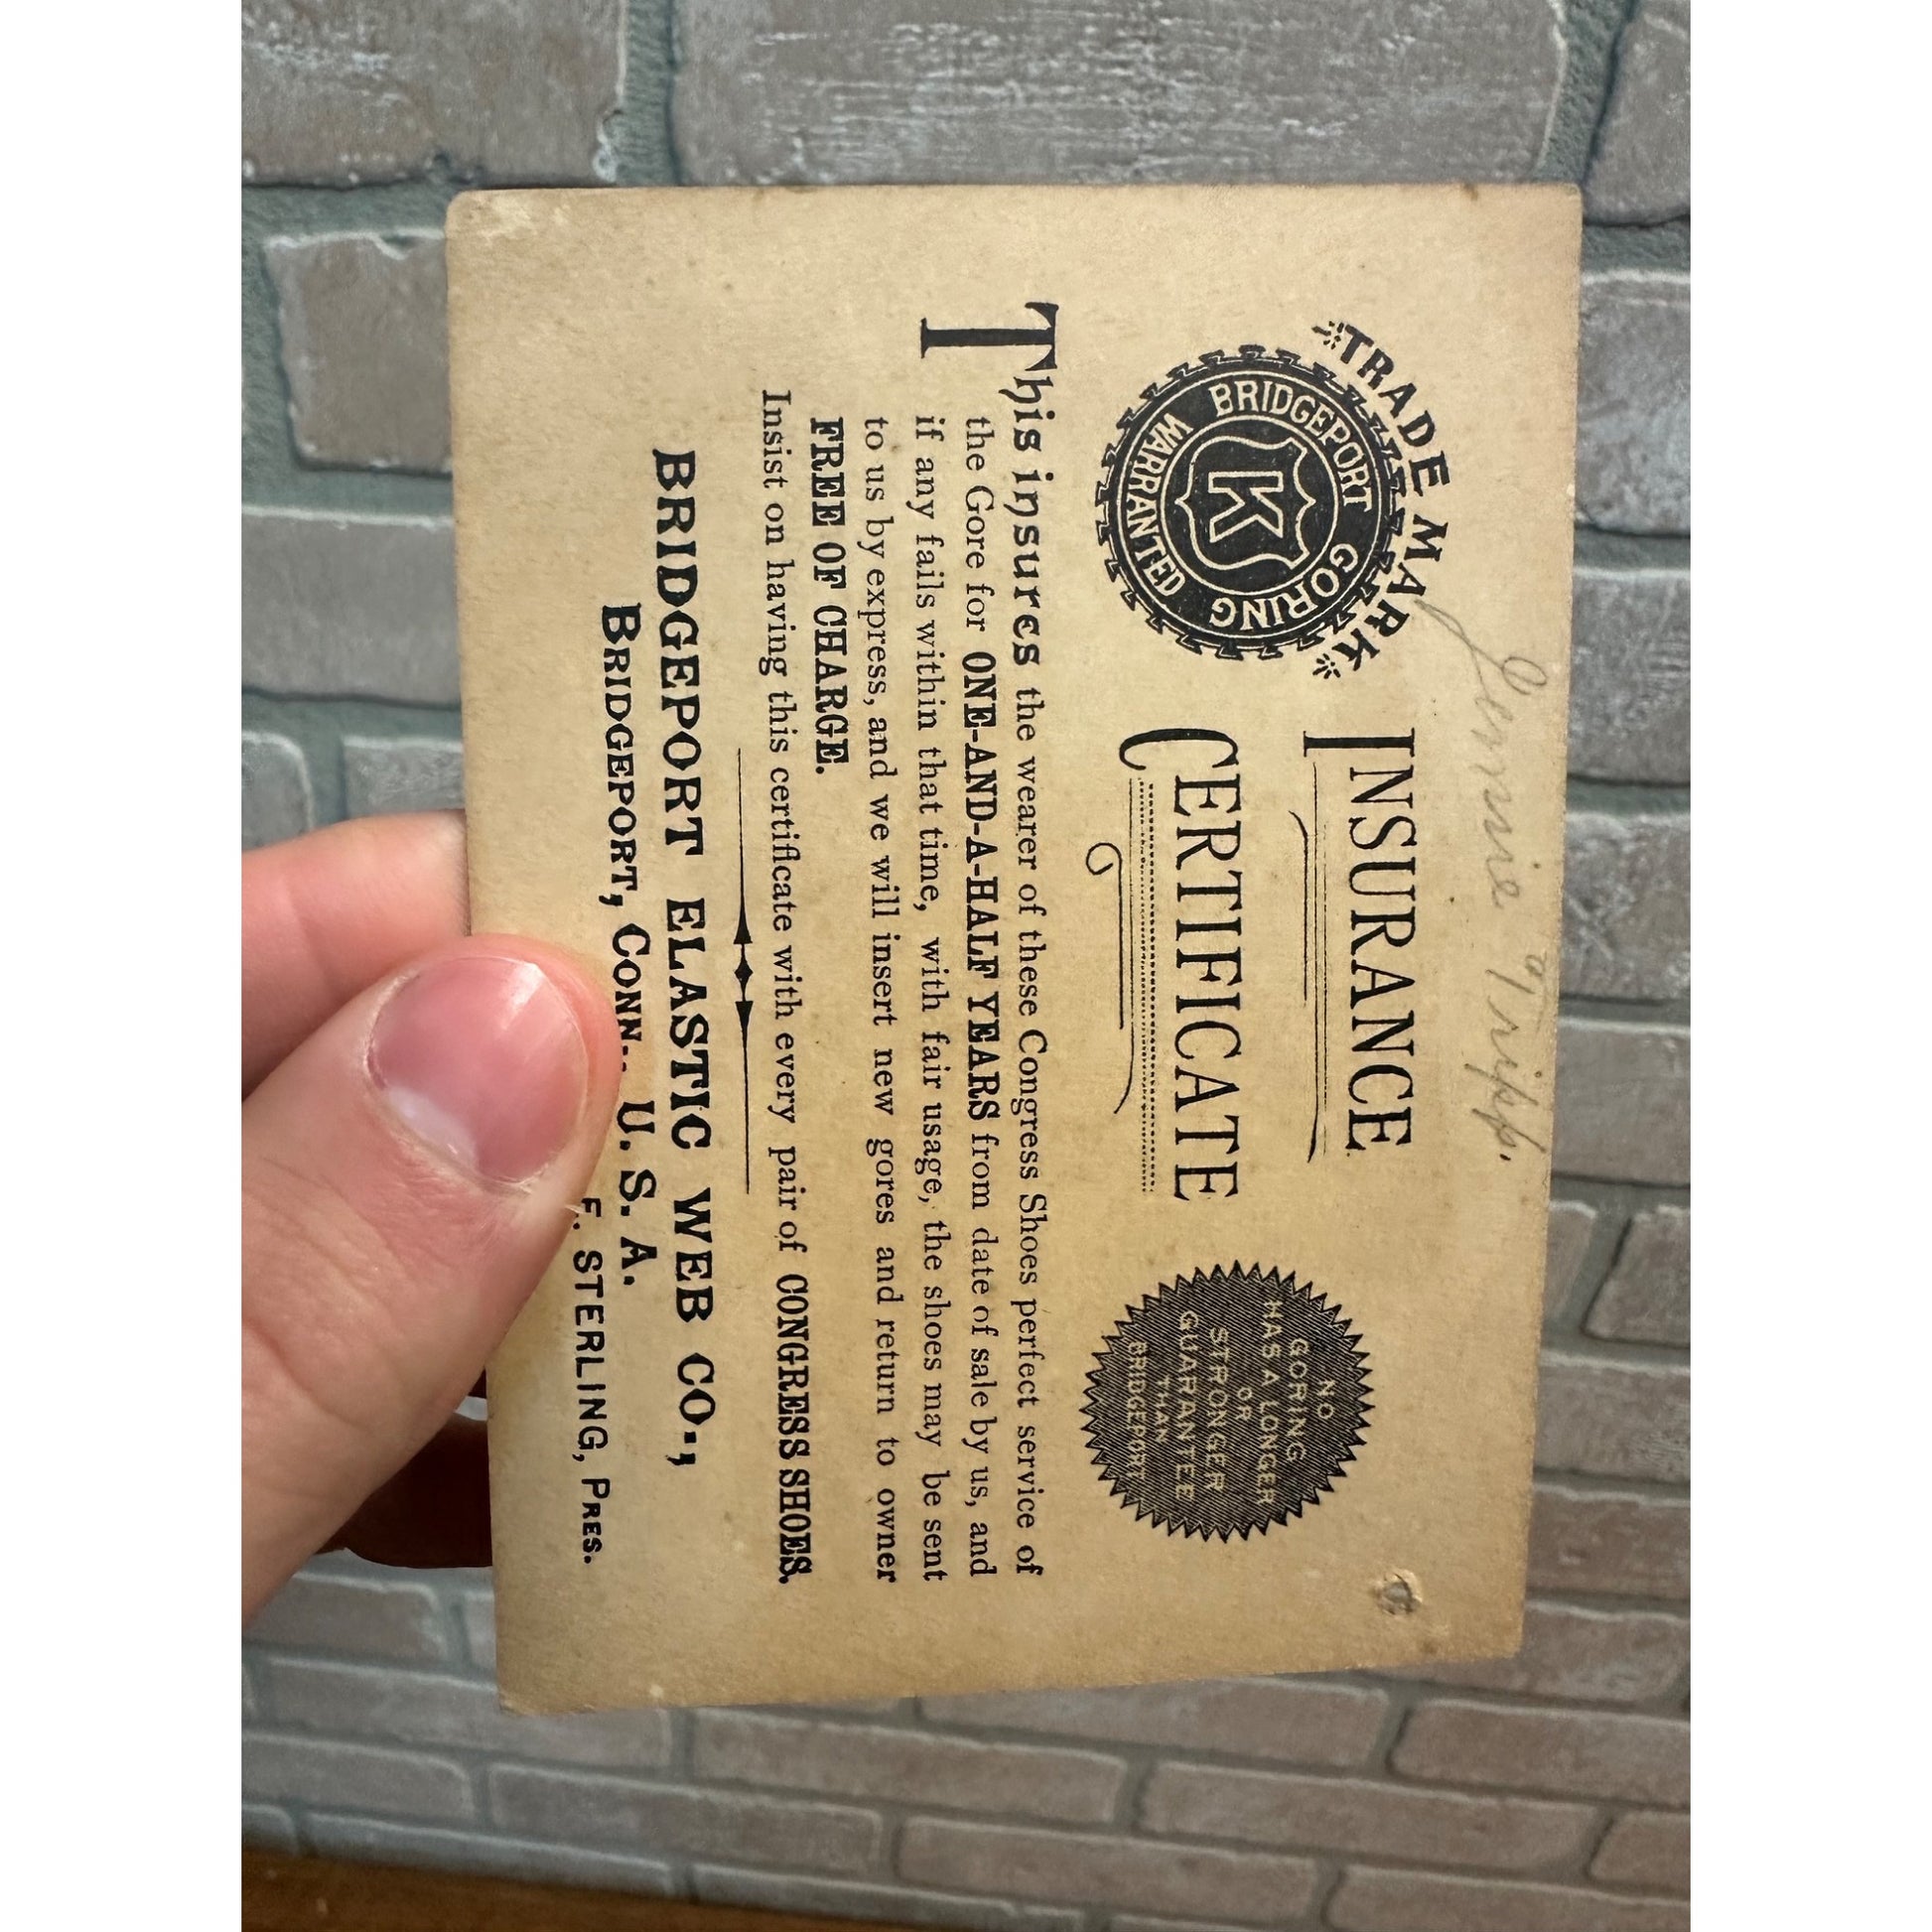 Jennie Tripp.
TRADE MARK
BRIDGEPORT GORING
WARRANTED
K
INSURANCE
CERTIFICATE
NO
GORING
HAS A LONGER
OR
STRONGER
GUARANTEE
THAN
BRIDGEPORT
This insures the wearer of these Congress Shoes perfect service of
the Gore for ONE-AND-A-HALF YEARS from date of sale by us, and
if any fails within that time, with fair usage, the shoes may be sent
to us by express, and we will insert new gores and return to owner
FREE OF CHARGE.
Insist on having this certificate with every pair of CONGRESS SHOES.
BRIDGEPORT ELASTIC WEB CO.,
BRIDGEPORT, CONN., U. S. A.
F. STERLING, PRES.